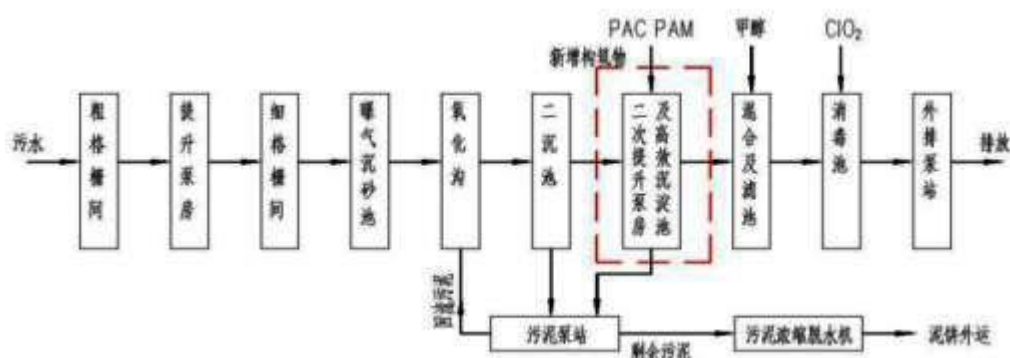 PAC PAM
甲醇
ClO₂
新增构筑物
污水
粗格栅间
提升泵房
细格栅间
曝气沉砂池
氧化沟
二沉池
二次提升泵房
及高效沉淀池
混合及滤池
消毒池
外排泵站
排放
回流污泥
污泥泵站
剩余污泥
污泥浓缩脱水机
泥饼外运